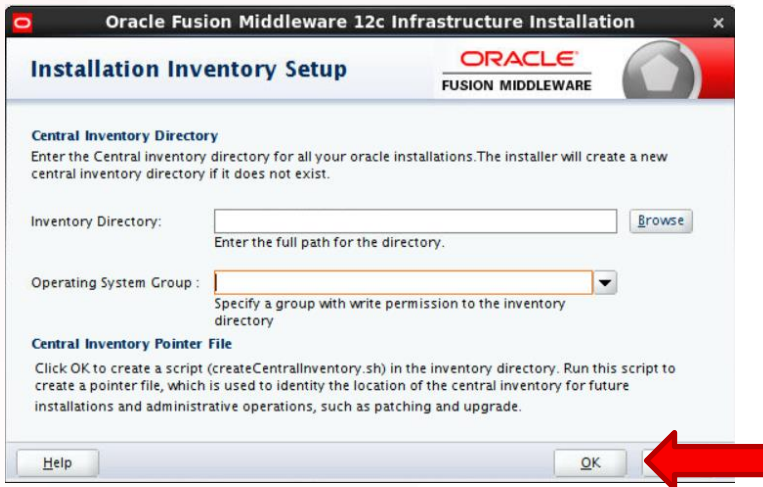 Oracle Fusion Middleware 12c Infrastructure Installation
Installation Inventory Setup
ORACLE
FUSION MIDDLEWARE
Central Inventory Directory
Enter the Central inventory directory for all your oracle installations.The installer will create a new
central inventory directory if it does not exist.
Inventory Directory:
Browse
Enter the full path for the directory.
Operating System Group :
Specify a group with write permission to the inventory
directory
Central Inventory Pointer File
Click OK to create a script (createCentralInventory.sh) in the inventory directory. Run this script to
create a pointer file, which is used to identity the location of the central inventory for future
installations and administrative operations, such as patching and upgrade.
Help
OK